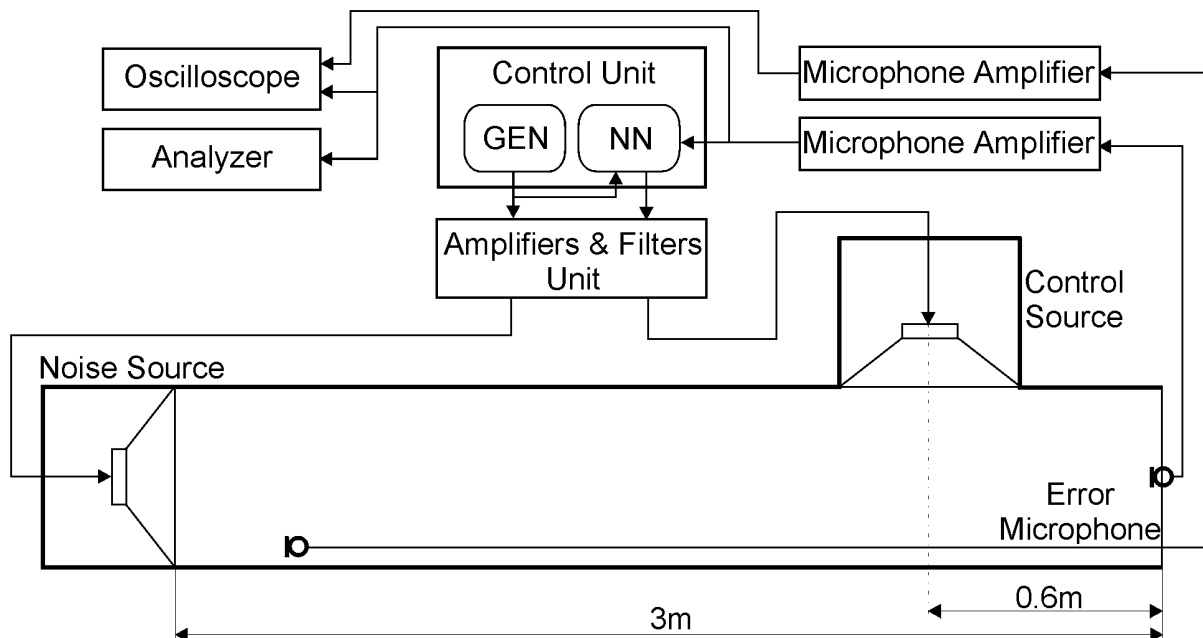 Oscilloscope
Analyzer
Control Unit
GEN
NN
Microphone Amplifier
Microphone Amplifier
Amplifiers & Filters
Unit
Control
Source
Noise Source
Error
Microphone
0.6m
3m